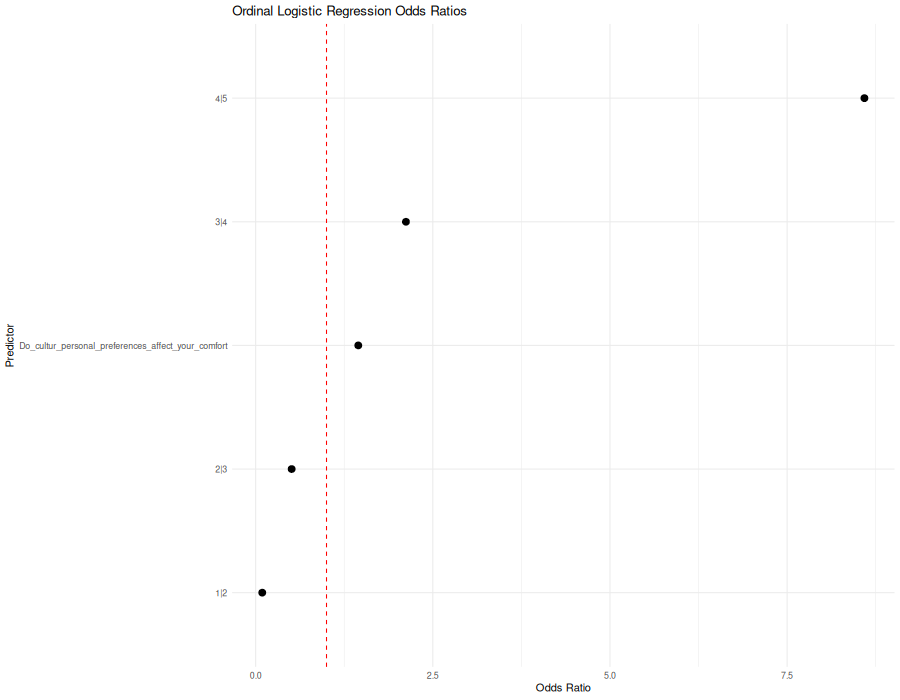 Ordinal Logistic Regression Odds Ratios
4|5
3|4
Predictor
Do_cultur_personal_preferences_affect_your_comfort
2|3
1|2
0.0 2.5 5.0 7.5
Odds Ratio